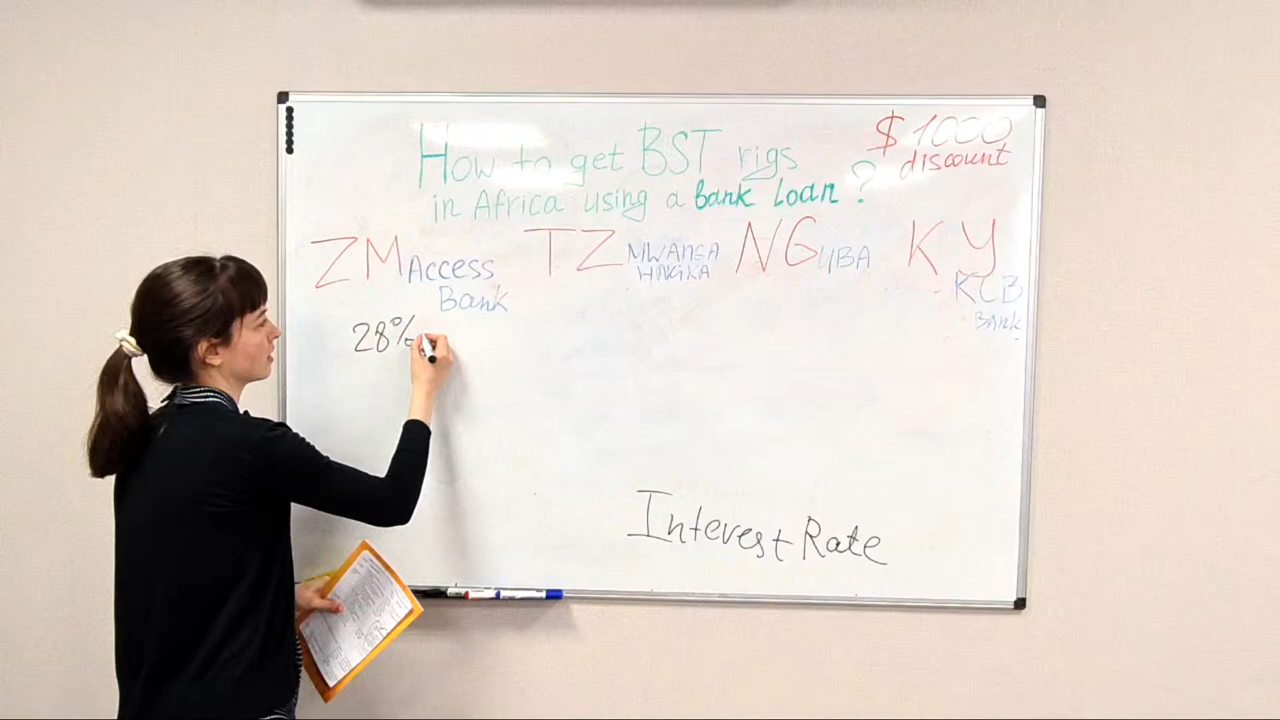 How to get BST rigs
in Africa using a bank loan?
$1000
discount
ZM Access
Bank
TZ MWANGA
HAKIKA
NG UBA
KY
KCB
Bank
28%
Interest Rate